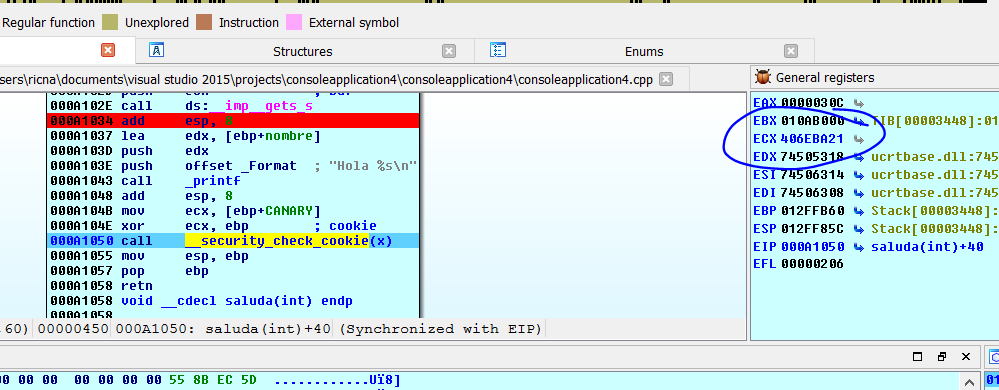 Regular function Unexplored Instruction External symbol
Structures Enums
sers\ricna\documents\visual studio 2015\projects\consoleapplication4\consoleapplication4\consoleapplication4.cpp
General registers
000A102E call ds:__imp__gets_s
000A1034 add esp, 8
000A1037 lea edx, [ebp+nombre]
000A103D push edx
000A103E push offset _Format ; "Hola %s\n"
000A1043 call _printf
000A1048 add esp, 8
000A104B mov ecx, [ebp+CANARY]
000A104E xor ecx, ebp ; cookie
000A1050 call __security_check_cookie(x)
000A1055 mov esp, ebp
000A1057 pop ebp
000A1058 retn
000A1058 void __cdecl saluda(int) endp
EAX 0000030C
EBX 010AB000 TIB[00003448]:01
ECX 406EBA21
EDX 74505318 ucrtbase.dll:745
ESI 74506314 ucrtbase.dll:745
EDI 74506308 ucrtbase.dll:745
EBP 012FFB60 Stack[00003448]:
ESP 012FF85C Stack[00003448]:
EIP 000A1050 saluda(int)+40
EFL 00000206
,60) 00000450 000A1050: saluda(int)+40 (Synchronized with EIP)
00 00 00 00 00 00 00 55 8B EC 5D ............Uï8]